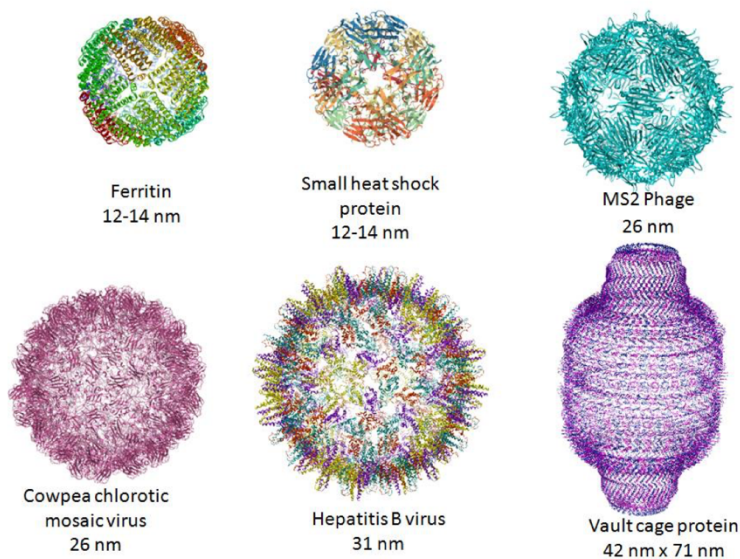 Ferritin
12-14 nm
Small heat shock
protein
12-14 nm
MS2 Phage
26 nm
Cowpea chlorotic
mosaic virus
26 nm
Hepatitis B virus
31 nm
Vault cage protein
42 nm x 71 nm